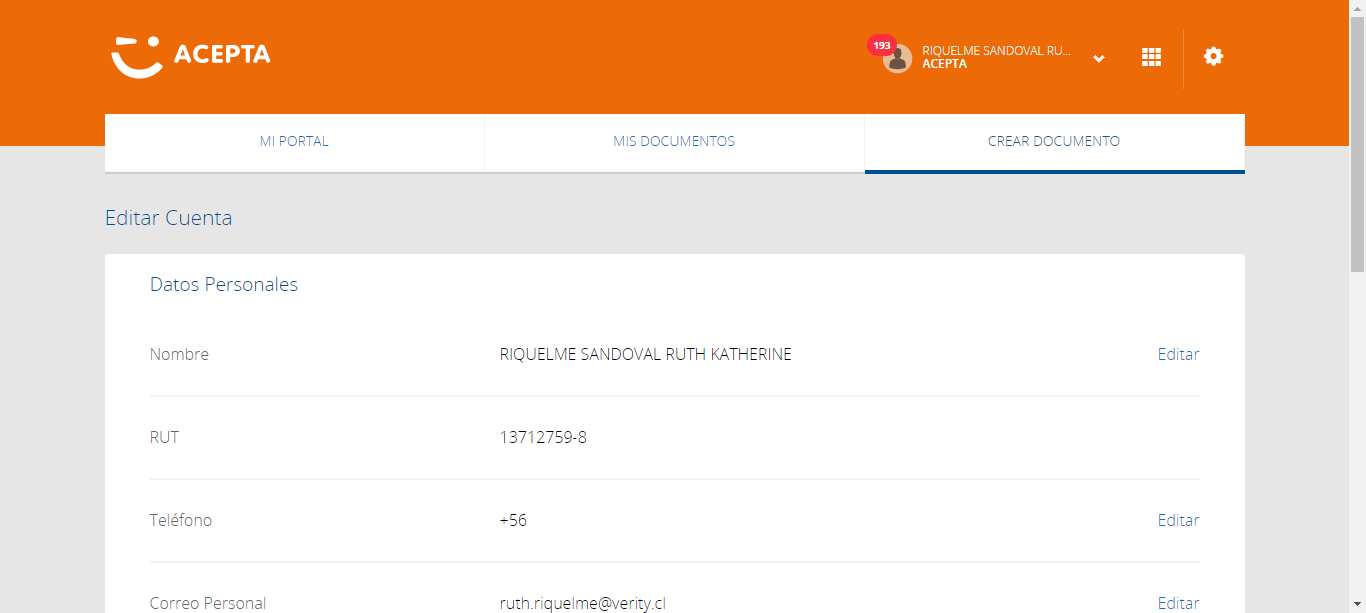 ACEPTA
193
RIQUELME SANDOVAL RU...
ACEPTA
MI PORTAL
MIS DOCUMENTOS
CREAR DOCUMENTO
Editar Cuenta
Datos Personales
Nombre RIQUELME SANDOVAL RUTH KATHERINE Editar
RUT 13712759-8
Teléfono +56 Editar
Correo Personal ruth.riquelme@verity.cl Editar